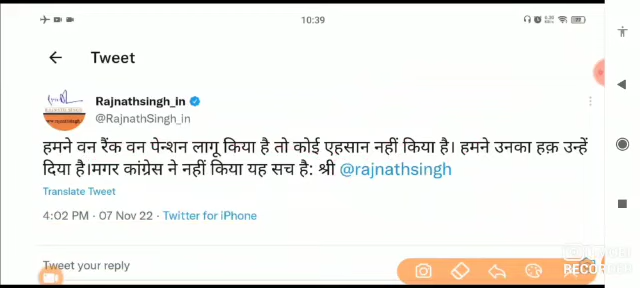 10:39
Tweet
Rajnathsingh_in
@RajnathSingh_in
हमने वन रैंक वन पेन्शन लागू किया है तो कोई एहसान नहीं किया है। हमने उनका हक़ उन्हें
दिया है।मगर कांग्रेस ने नहीं किया यह सच है: श्री @rajnathsingh
Translate Tweet
4:02 PM · 07 Nov 22 · Twitter for iPhone
Tweet your reply
RECORDER